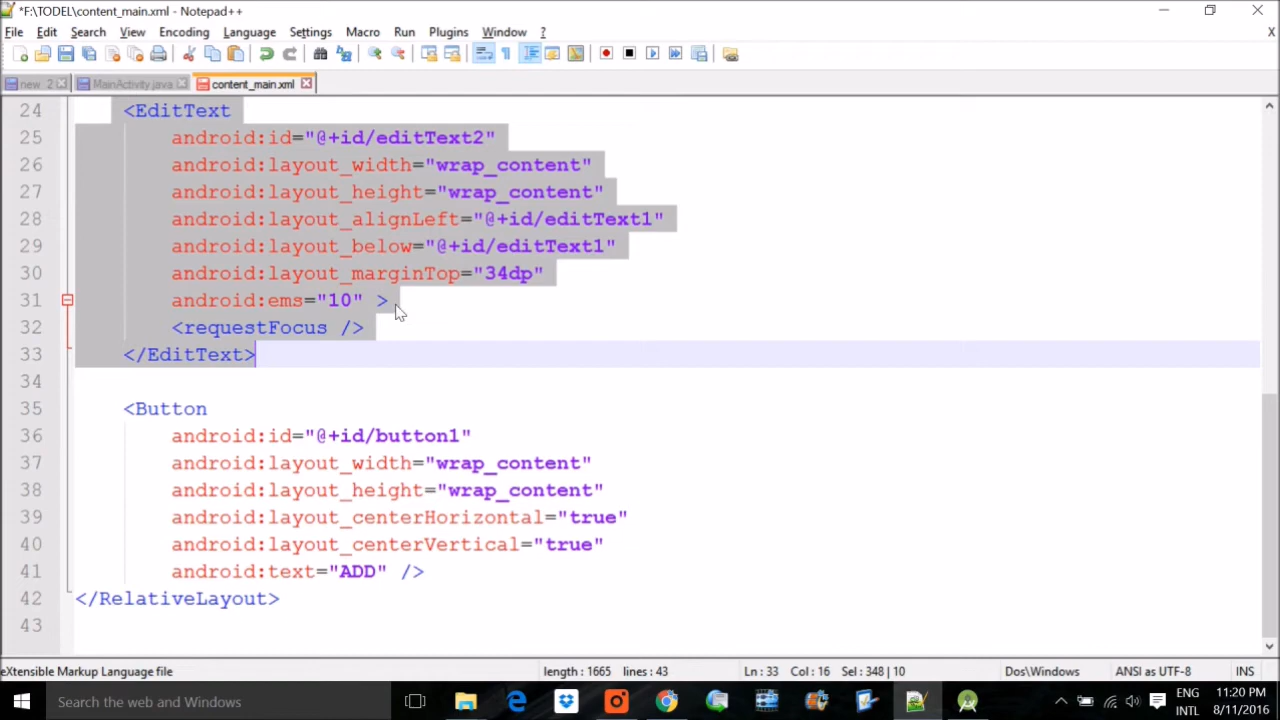 *F:\TODEL\content_main.xml - Notepad++
File Edit Search View Encoding Language Settings Macro Run Plugins Window ? X
new 2 MainActivity.java content_main.xml
24 <EditText
25 android:id="@+id/editText2"
26 android:layout_width="wrap_content"
27 android:layout_height="wrap_content"
28 android:layout_alignLeft="@+id/editText1"
29 android:layout_below="@+id/editText1"
30 android:layout_marginTop="34dp"
31 android:ems="10" >
32 <requestFocus />
33 </EditText>
34
35 <Button
36 android:id="@+id/button1"
37 android:layout_width="wrap_content"
38 android:layout_height="wrap_content"
39 android:layout_centerHorizontal="true"
40 android:layout_centerVertical="true"
41 android:text="ADD" />
42 </RelativeLayout>
43
eXtensible Markup Language file length : 1665 lines : 43 Ln : 33 Col : 16 Sel : 348 | 10 Dos\Windows ANSI as UTF-8 INS
Search the web and Windows
ENG 11:20 PM
INTL 8/11/2016